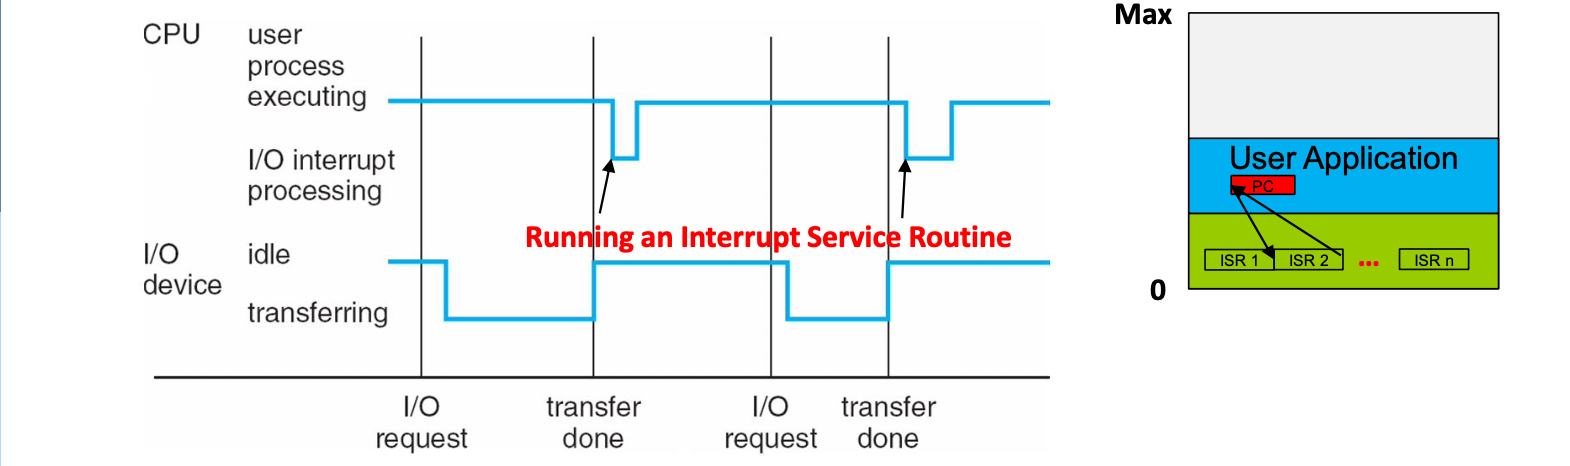 CPU
user
process
executing
I/O interrupt
processing
Running an Interrupt Service Routine
I/O
device
idle
transferring
I/O
request
transfer
done
I/O
request
transfer
done
Max
User Application
PC
ISR 1
ISR 2
...
ISR n
0